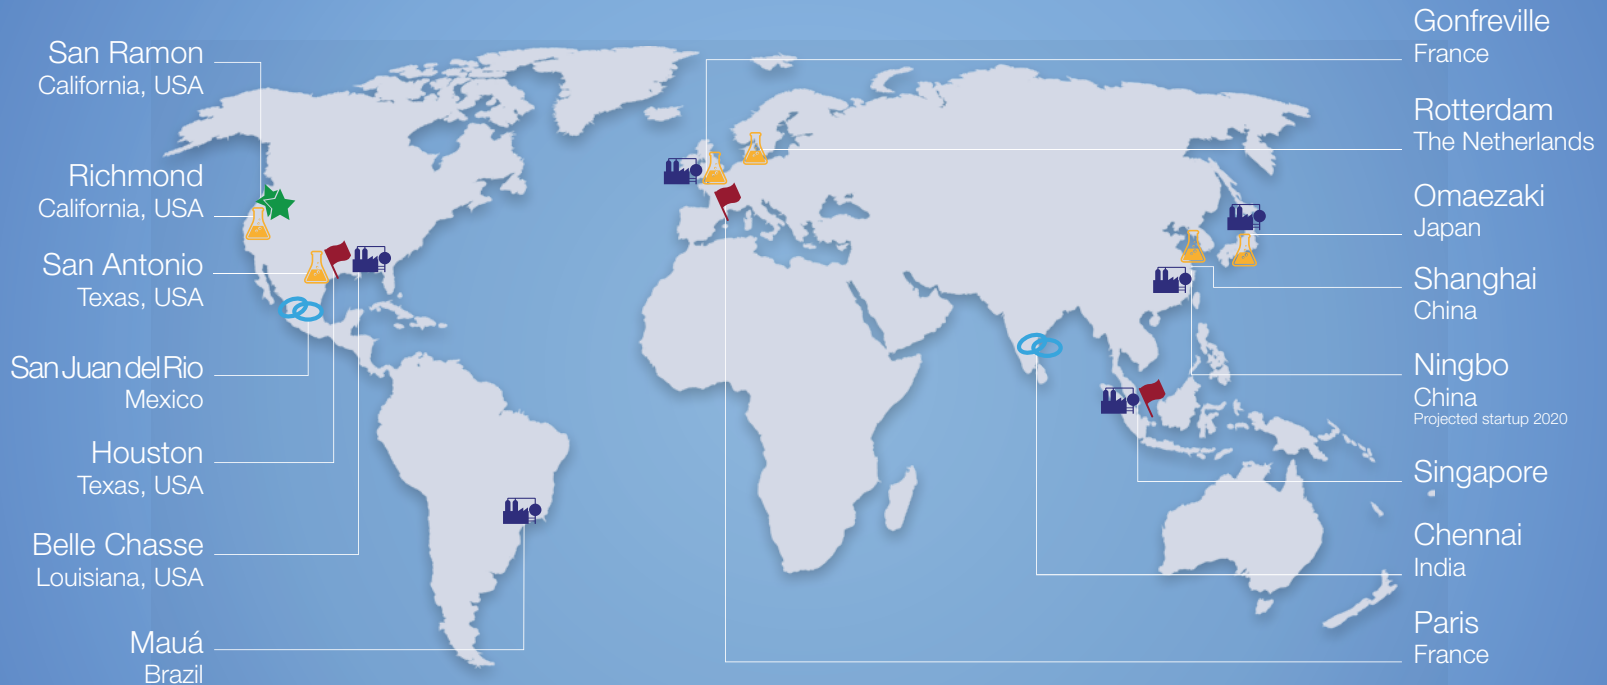 San Ramon
California, USA
Richmond
California, USA
San Antonio
Texas, USA
San Juan del Rio
Mexico
Houston
Texas, USA
Belle Chasse
Louisiana, USA
Mauá
Brazil
Gonfreville
France
Rotterdam
The Netherlands
Omaezaki
Japan
Shanghai
China
Ningbo
China
Projected startup 2020
Singapore
Chennai
India
Paris
France